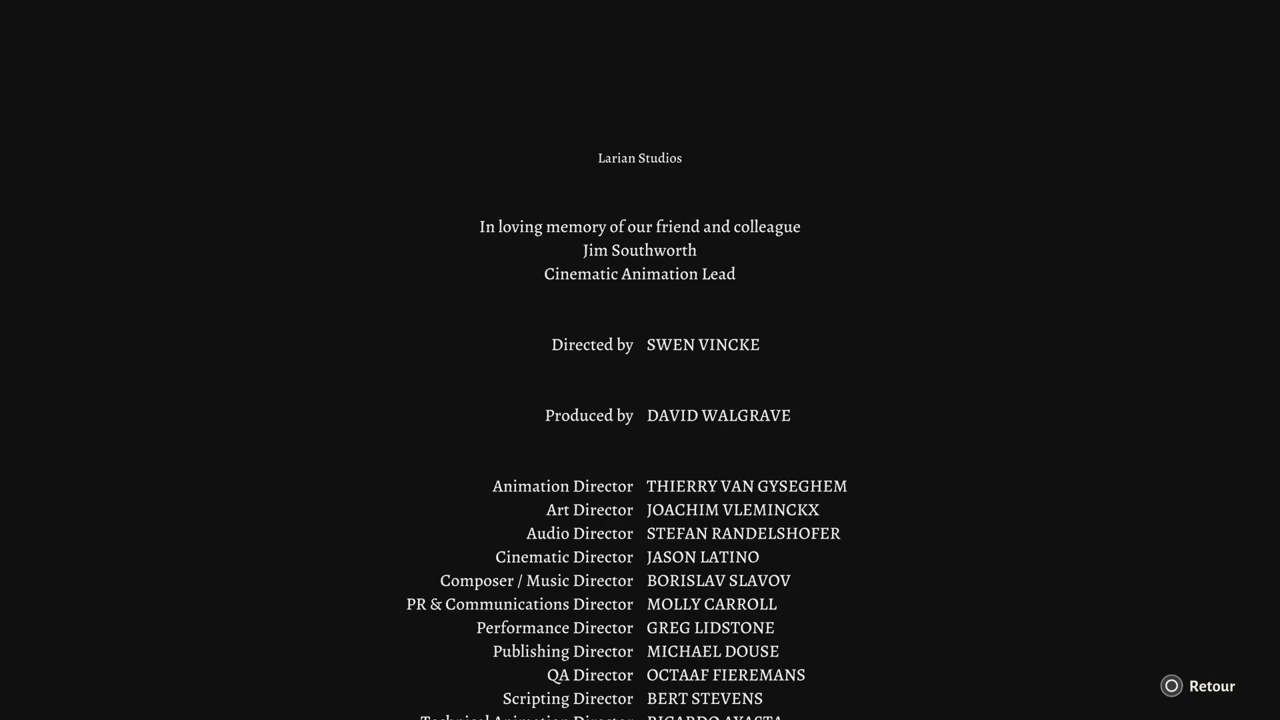 Larian Studios
In loving memory of our friend and colleague
Jim Southworth
Cinematic Animation Lead
Directed by SWEN VINCKE
Produced by DAVID WALGRAVE
Animation Director THIERRY VAN GYSEGHEM
Art Director JOACHIM VLEMINCKX
Audio Director STEFAN RANDELSHOFER
Cinematic Director JASON LATINO
Composer / Music Director BORISLAV SLAVOV
PR & Communications Director MOLLY CARROLL
Performance Director GREG LIDSTONE
Publishing Director MICHAEL DOUSE
QA Director OCTAAF FIEREMANS
Scripting Director BERT STEVENS
Technical Animation Director
Retour